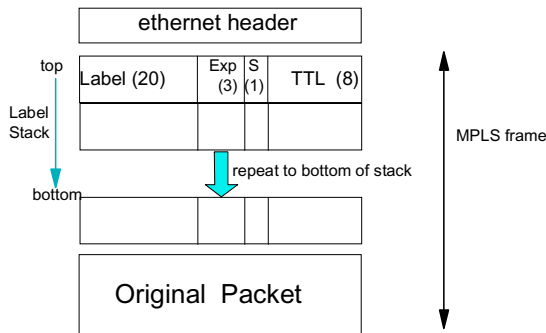 ethernet header
top
Label (20)
Exp
(3)
S
(1)
TTL (8)
Label
Stack
MPLS frame
repeat to bottom of stack
bottom
Original Packet